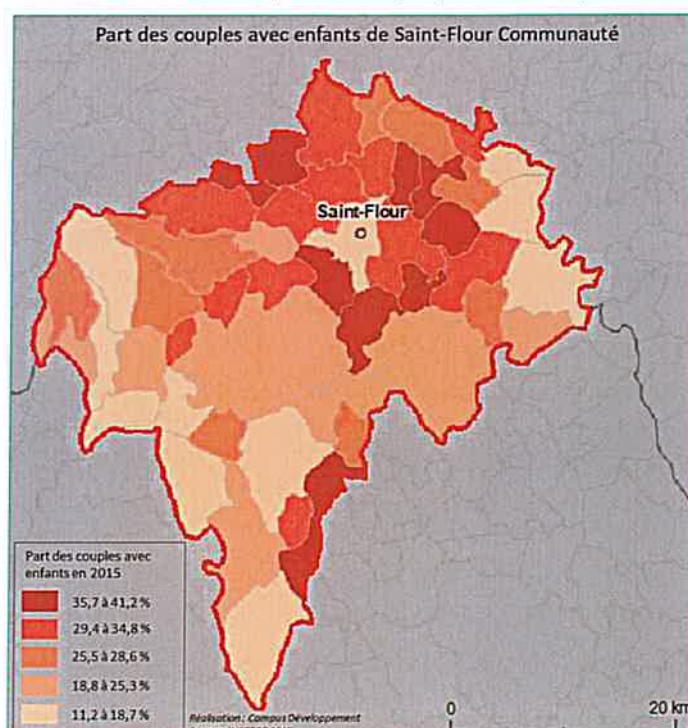 Part des couples avec enfants de Saint-Flour Communauté
Saint-Flour
Part des couples avec
enfants en 2015
35,7 à 41,2 %
29,4 à 34,8 %
25,5 à 28,6 %
18,8 à 25,3 %
11,2 à 18,7 %
Réalisation : Campus Développement
0 20 km